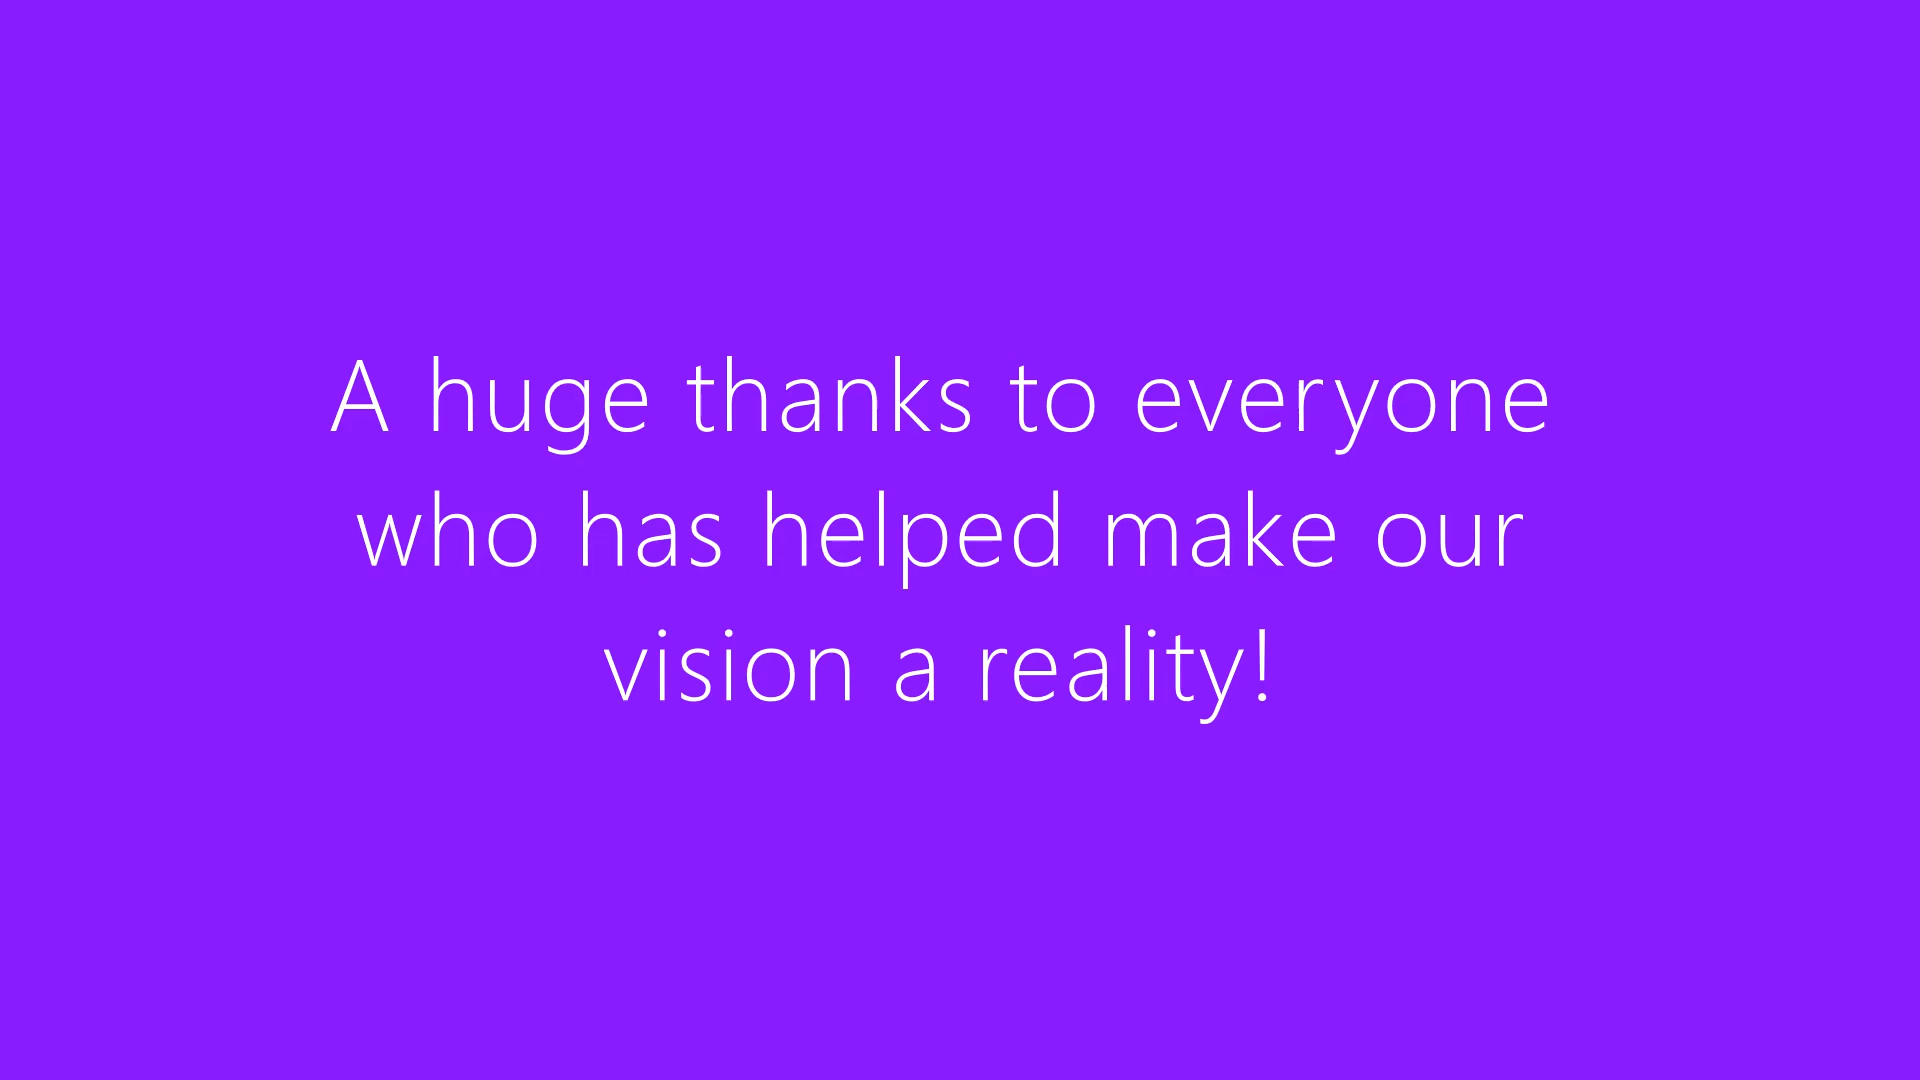 A huge thanks to everyone
who has helped make our
vision a reality!